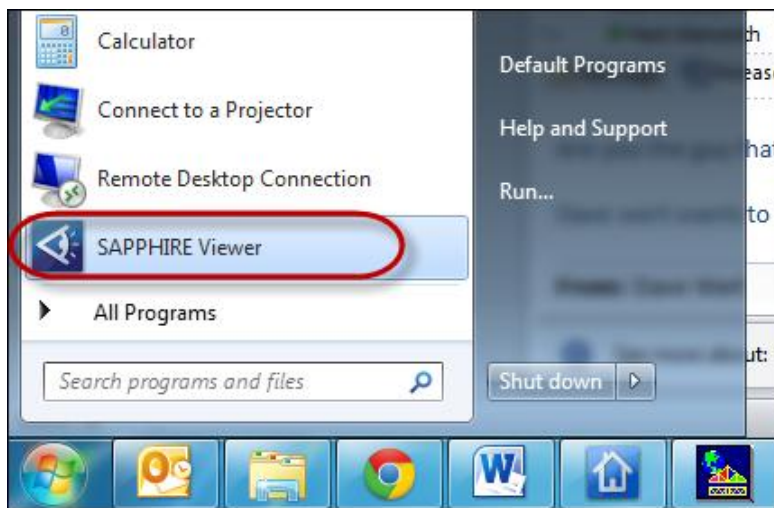 Calculator
Connect to a Projector
Remote Desktop Connection
SAPPHIRE Viewer
All Programs
Search programs and files
Default Programs
Help and Support
Run...
Shut down
to